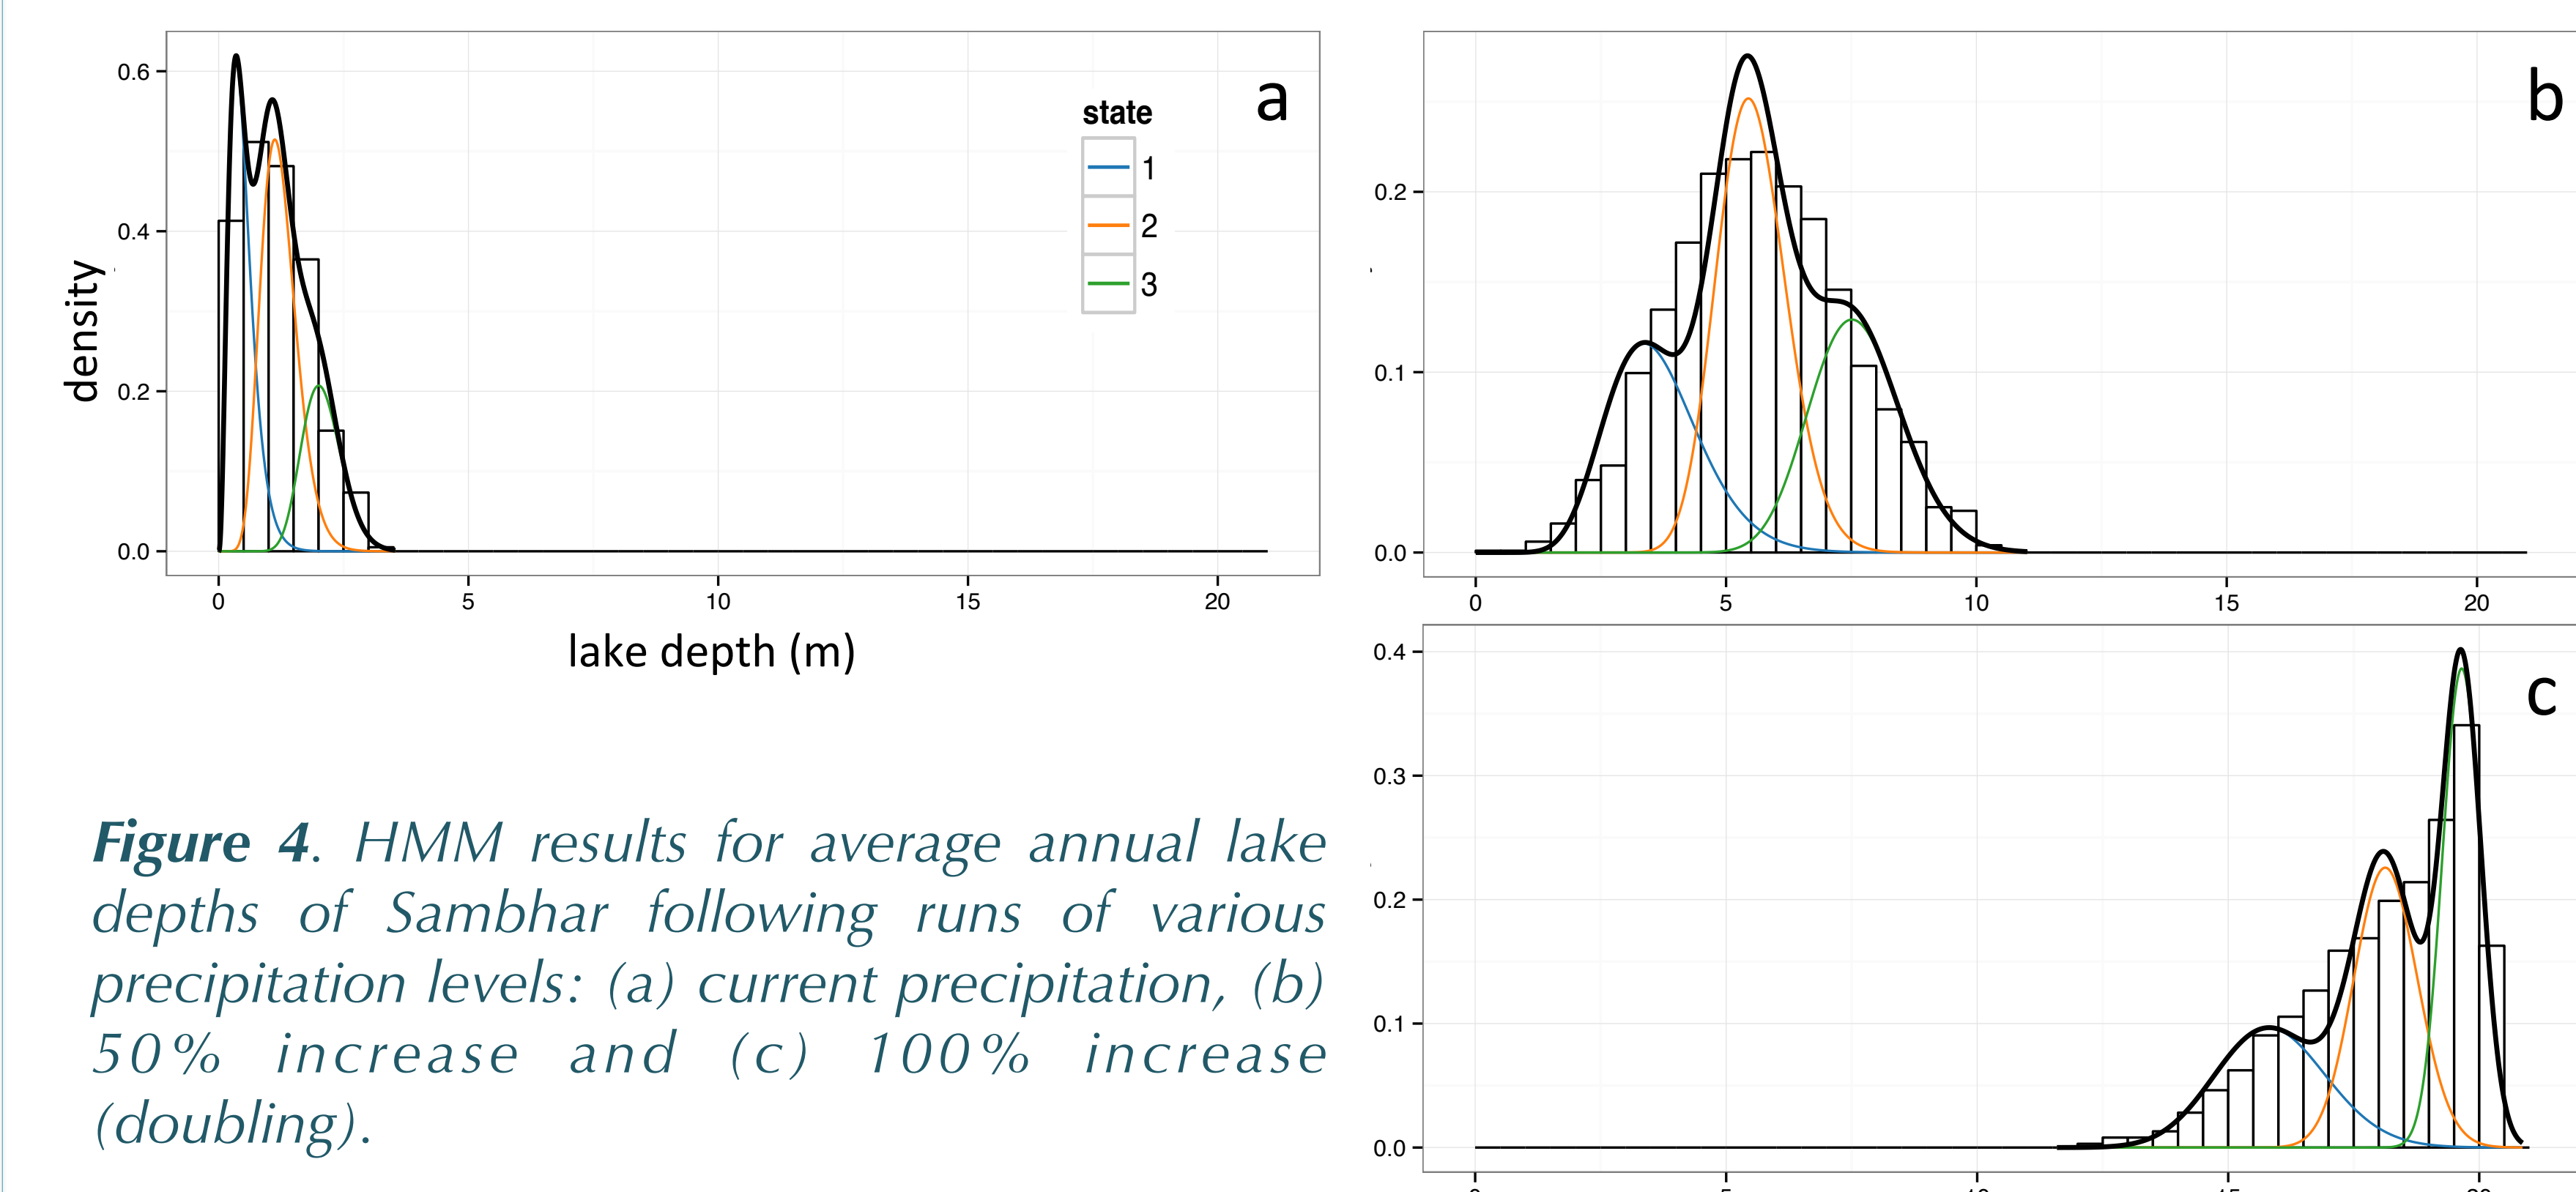 a
state
1
2
3
0.6
0.4
0.2
0.0
density
0 5 10 15 20
lake depth (m)
b
0.2
0.1
0.0
0 5 10 15 20
c
0.4
0.3
0.2
0.1
0.0
Figure 4. HMM results for average annual lake
depths of Sambhar following runs of various
precipitation levels: (a) current precipitation, (b)
50% increase and (c) 100% increase
(doubling).